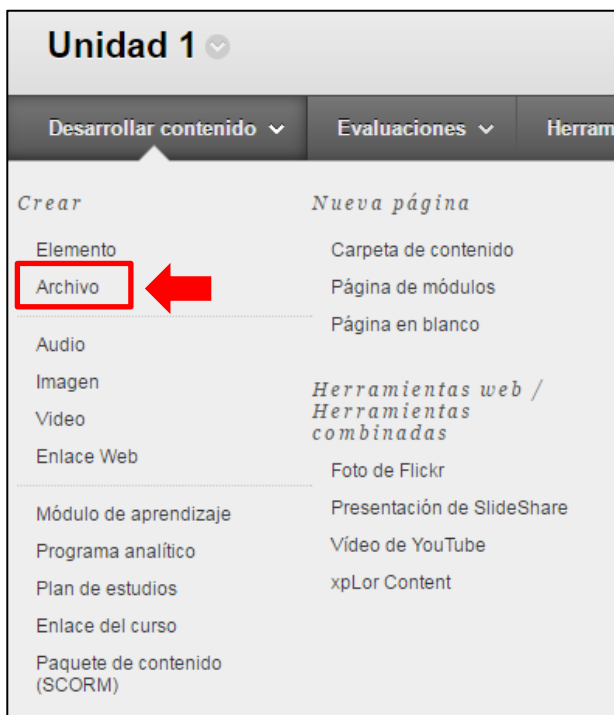 Unidad 1
Desarrollar contenido
Evaluaciones
Crear
Elemento
Archivo
Audio
Imagen
Video
Enlace Web
Módulo de aprendizaje
Programa analítico
Plan de estudios
Enlace del curso
Paquete de contenido
(SCORM)
Nueva página
Carpeta de contenido
Página de módulos
Página en blanco
Herramientas web /
Herramientas
combinadas
Foto de Flickr
Presentación de SlideShare
Vídeo de YouTube
xpLor Content